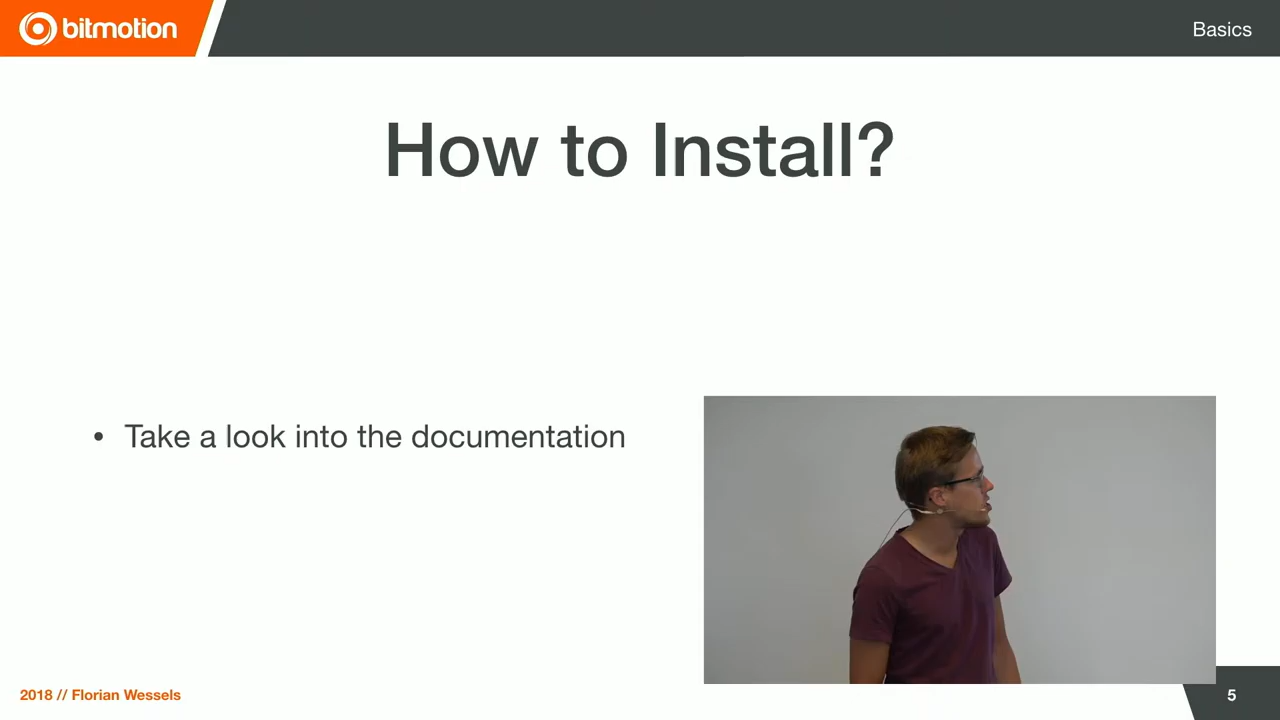 bitmotion
Basics
How to Install?
• Take a look into the documentation
2018 // Florian Wessels
5